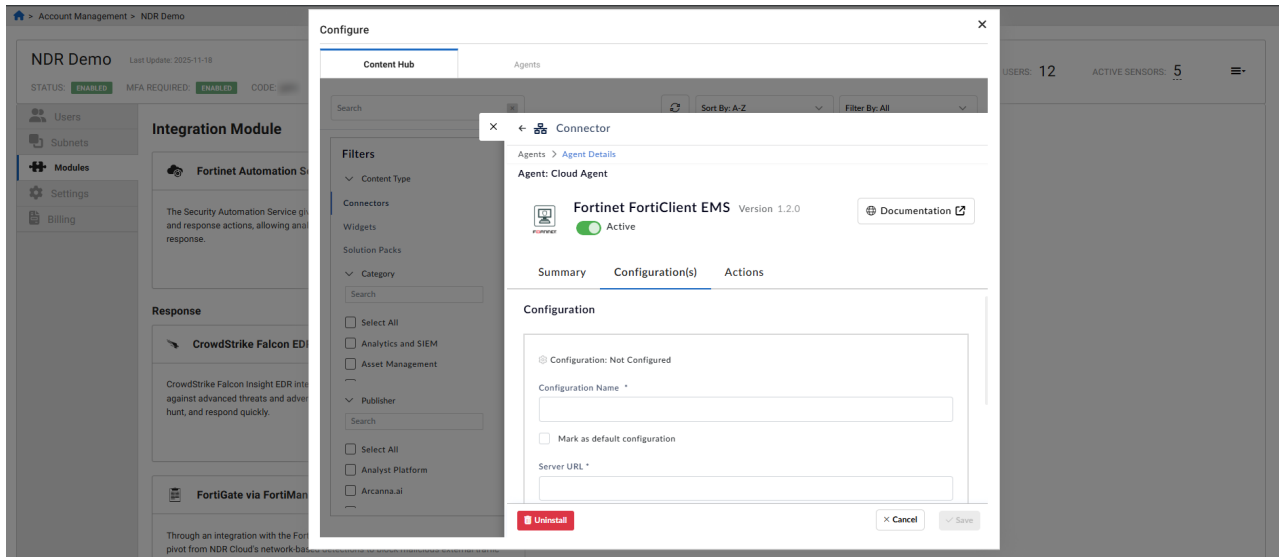 > Account Management > NDR Demo
NDR Demo Last Update: 2025-11-18
STATUS: ENABLED MFA REQUIRED: ENABLED CODE:
USERS: 12 ACTIVE SENSORS: 5
Users
Subnets
Modules
Settings
Billing
Integration Module
Fortinet Automation S
The Security Automation Service giv
and response actions, allowing anal
response.
Response
CrowdStrike Falcon EDR
CrowdStrike Falcon Insight EDR inte
against advanced threats and adver
hunt, and respond quickly.
FortiGate via FortiMan
Through an integration with the Fort
pivot from NDR Cloud's network-based detections to block malicious external traffic
Configure
Content Hub Agents
Search Sort By: A-Z Filter By: All
Filters
Content Type
Connectors
Widgets
Solution Packs
Category
Search
Select All
Analytics and SIEM
Asset Management
Publisher
Search
Select All
Analyst Platform
Arcanna.ai
Connector
Agents > Agent Details
Agent: Cloud Agent
FORTINET
Fortinet FortiClient EMS Version 1.2.0
Active
Documentation
Summary Configuration(s) Actions
Configuration
Configuration: Not Configured
Configuration Name *
Mark as default configuration
Server URL *
Uninstall
× Cancel
Save